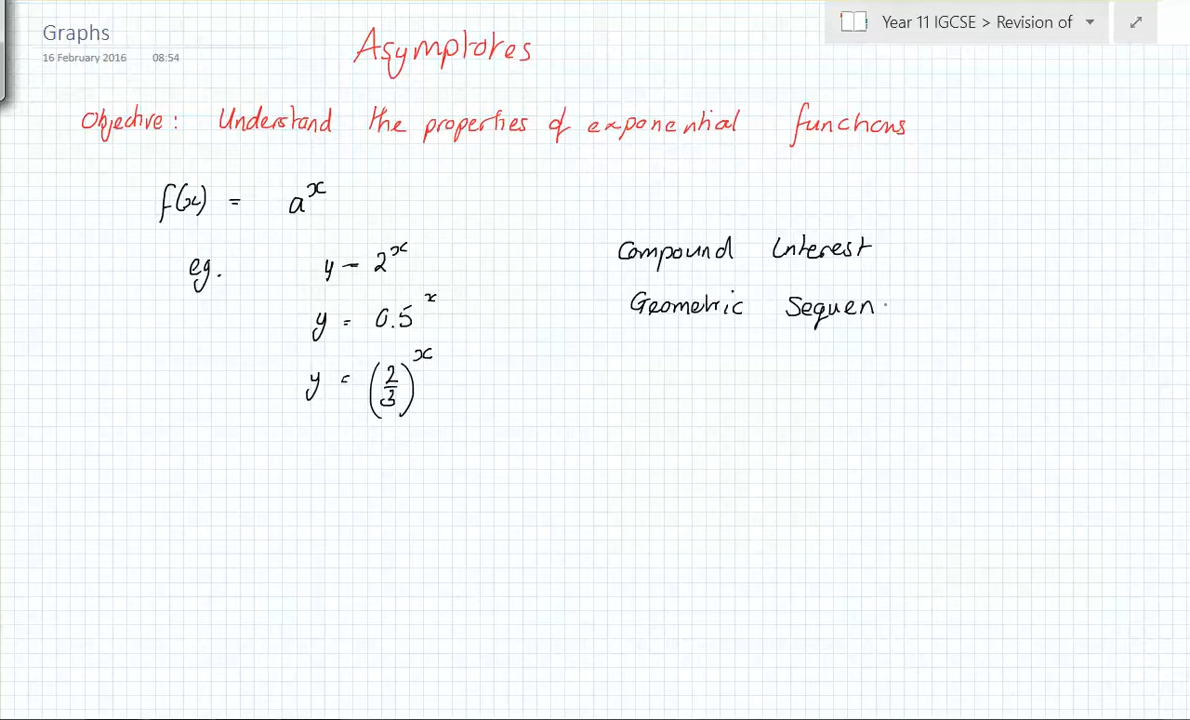 Graphs
Year 11 IGCSE > Revision of
16 February 2016 08:54
Asymptotes
Objective: Understand the properties of exponential functions
f(x) = a^x
eg. y = 2^x
Compound Interest
y = 0.5^x
Geometric Sequen
y = (2/3)^x